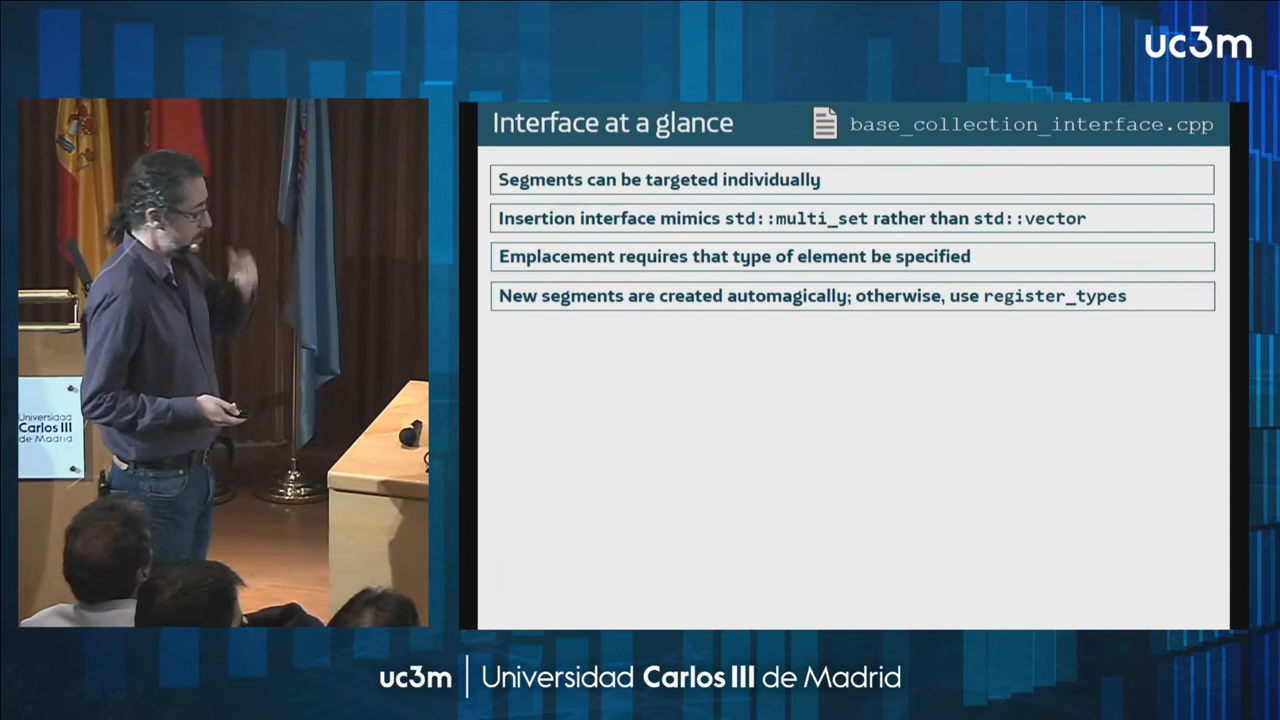 uc3m
Interface at a glance
base_collection_interface.cpp
Segments can be targeted individually
Insertion interface mimics std::multi_set rather than std::vector
Emplacement requires that type of element be specified
New segments are created automagically; otherwise, use register_types
Universidad
Carlos III
de Madrid
uc3m | Universidad Carlos III de Madrid